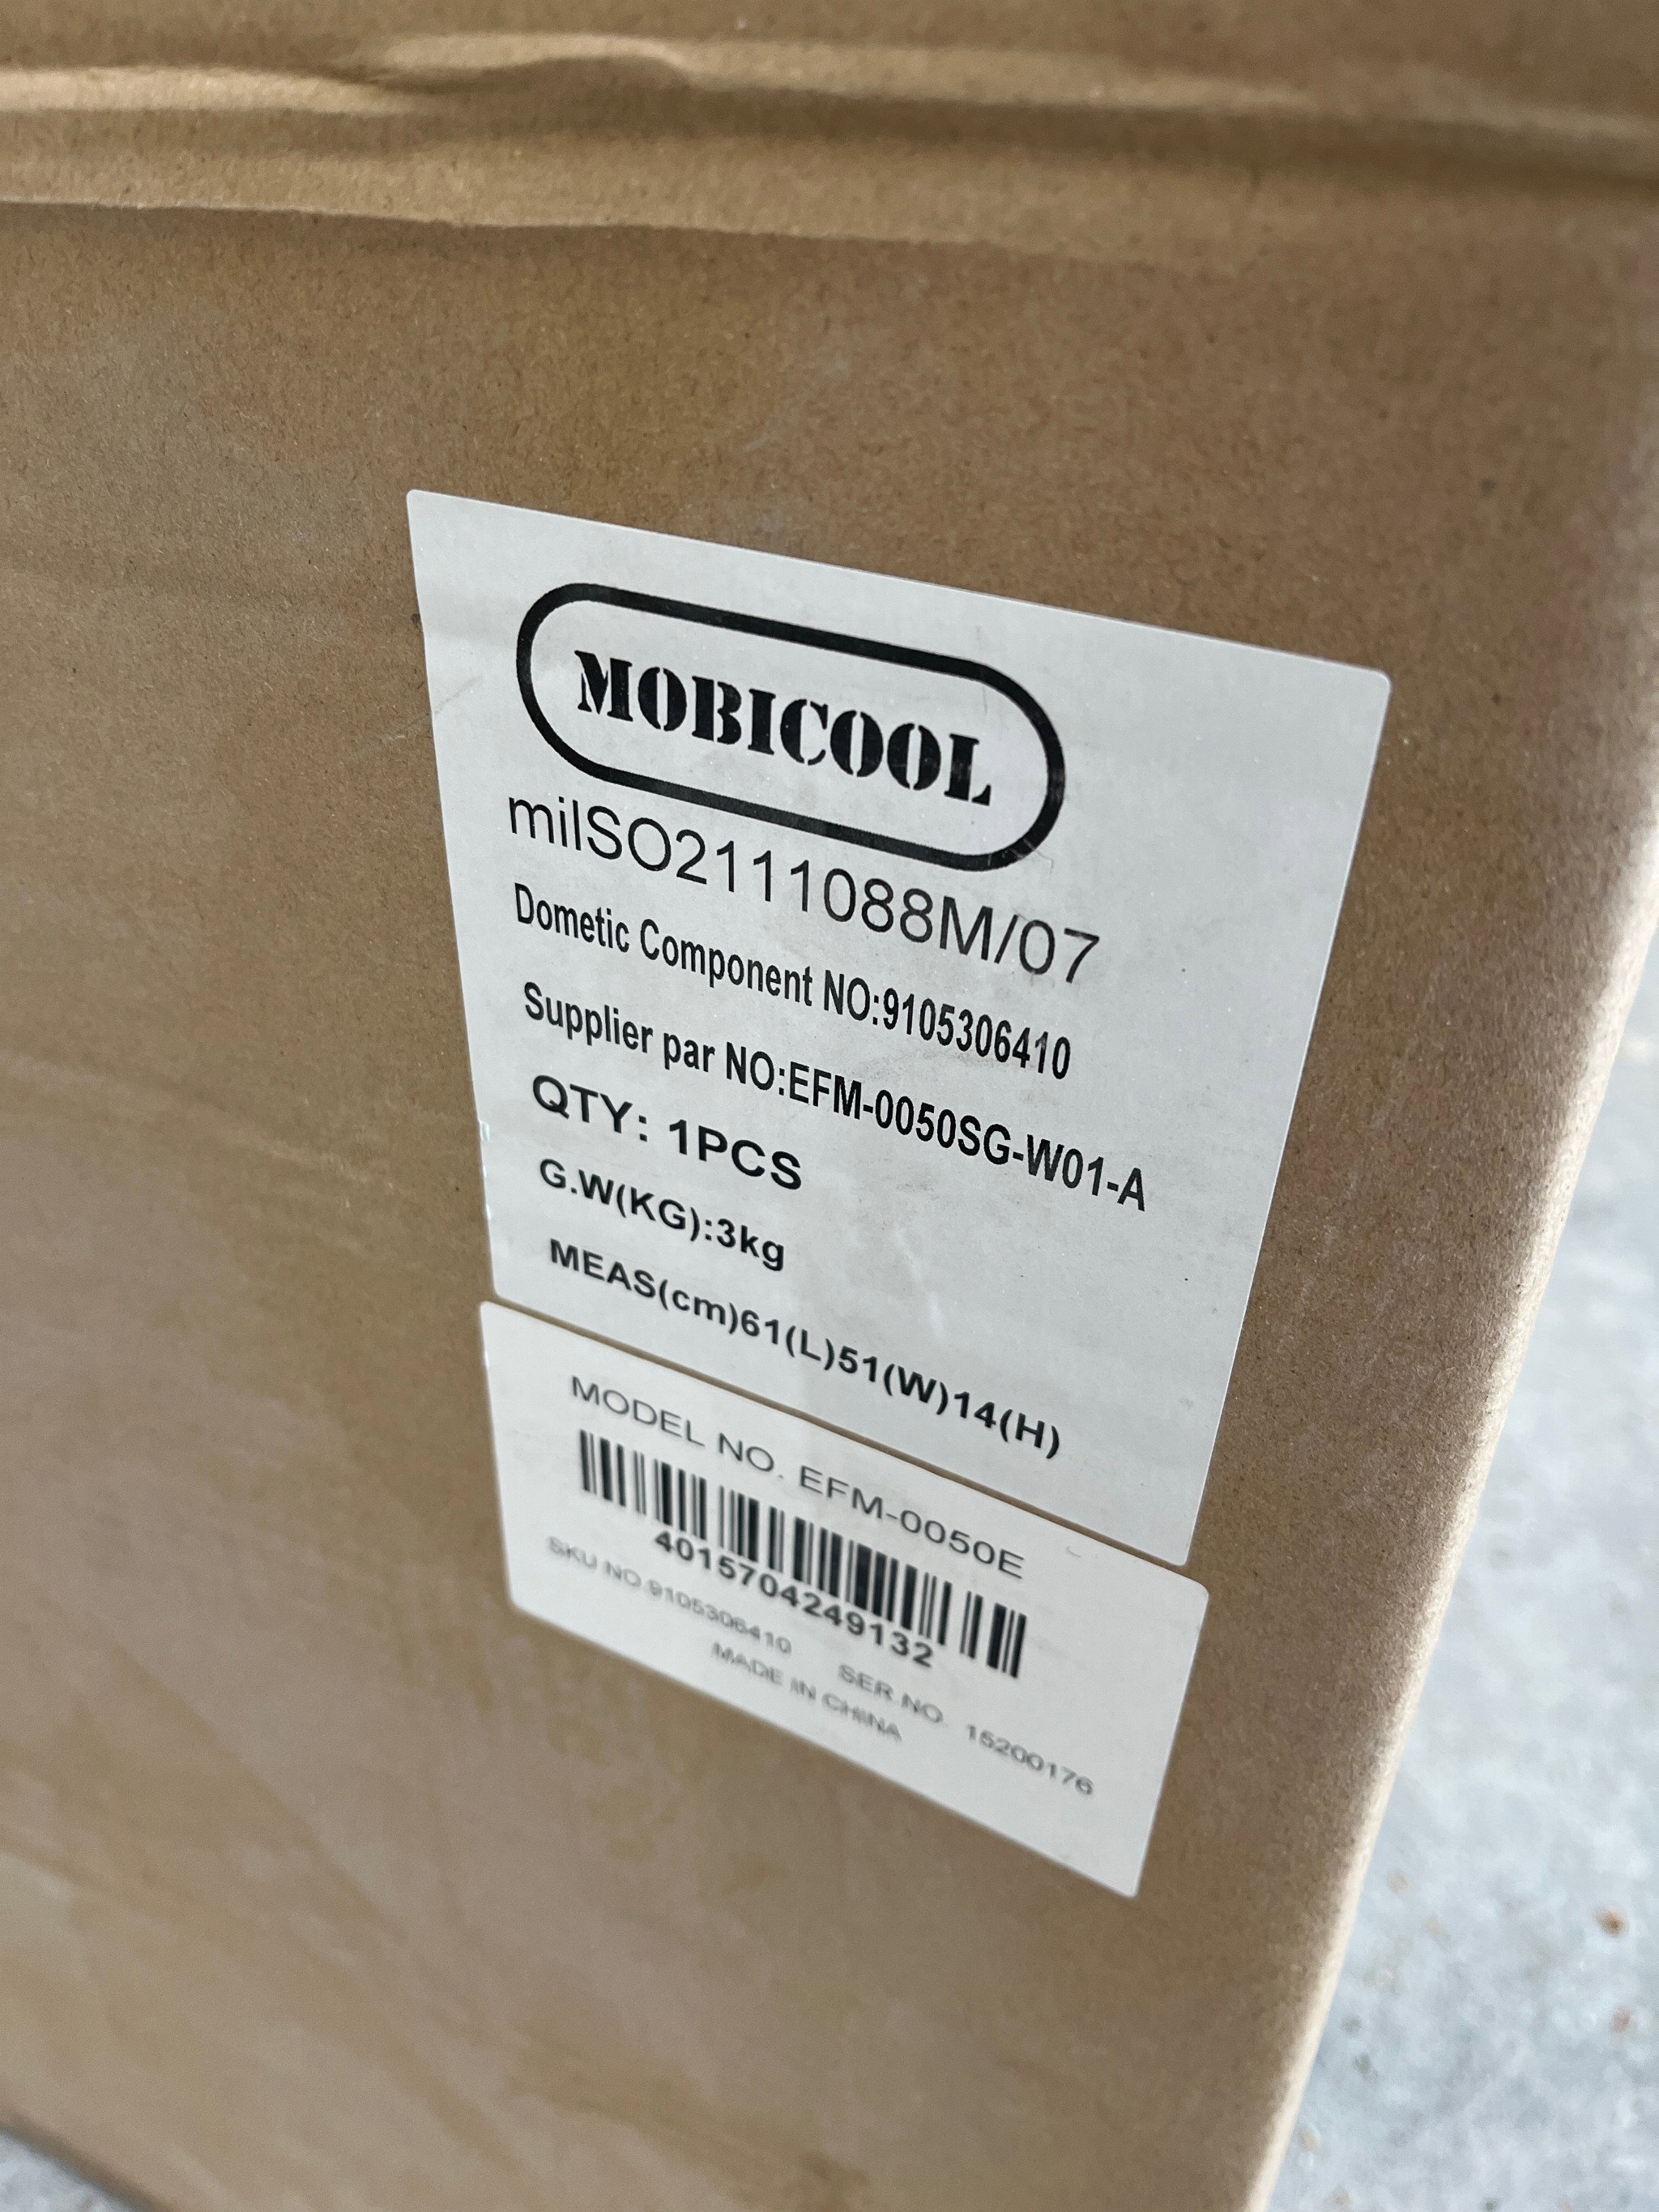 MOBICOOL
milSO2111088M/07
Dometic Component NO:9105306410
Supplier par NO:EFM-0050SG-W01-A
QTY: 1PCS
G.W(KG):3kg
MEAS(cm)61(L)51(W)14(H)
MODEL NO. EFM-0050E
4015704249132
SKU NO.9105306410 SER.NO. 15200176
MADE IN CHINA